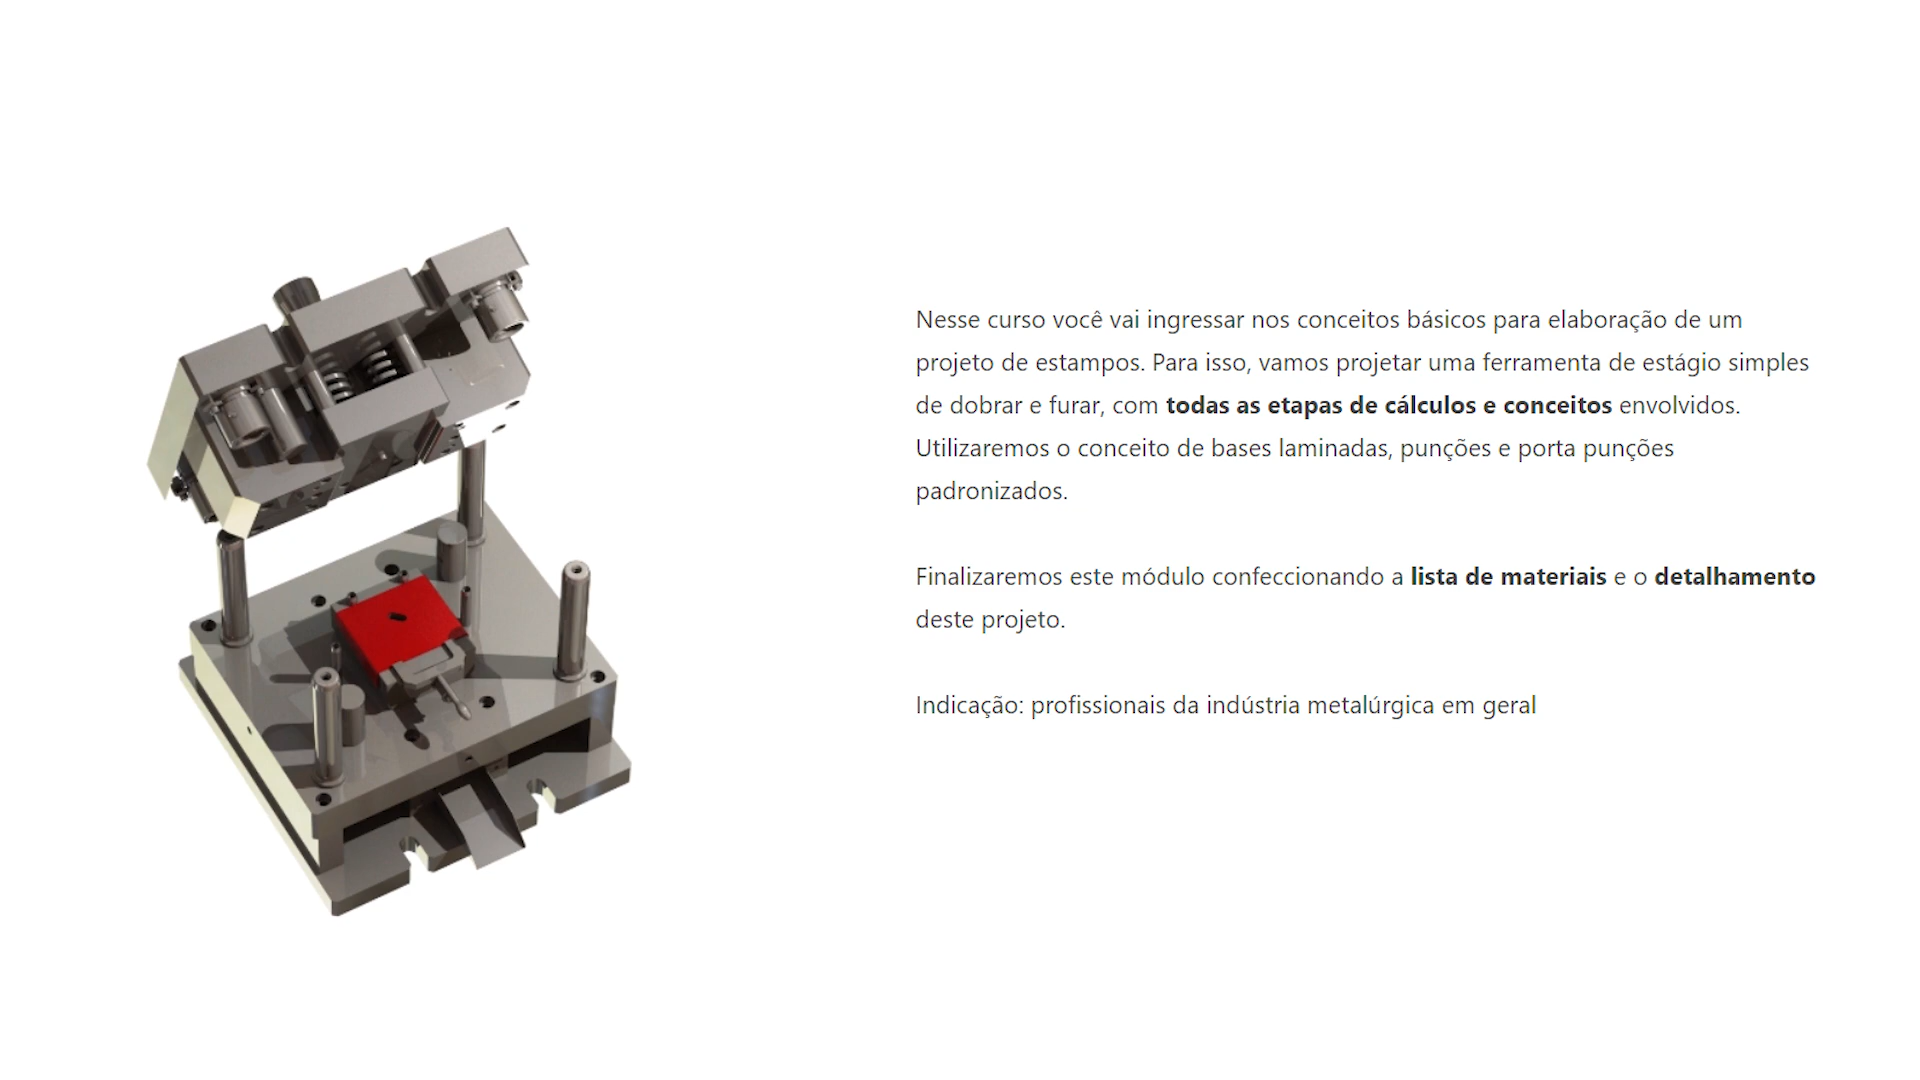 Nesse curso você vai ingressar nos conceitos básicos para elaboração de um
projeto de estampos. Para isso, vamos projetar uma ferramenta de estágio simples
de dobrar e furar, com todas as etapas de cálculos e conceitos envolvidos.
Utilizaremos o conceito de bases laminadas, punções e porta punções
padronizados.
Finalizaremos este módulo confeccionando a lista de materiais e o detalhamento
deste projeto.
Indicação: profissionais da indústria metalúrgica em geral